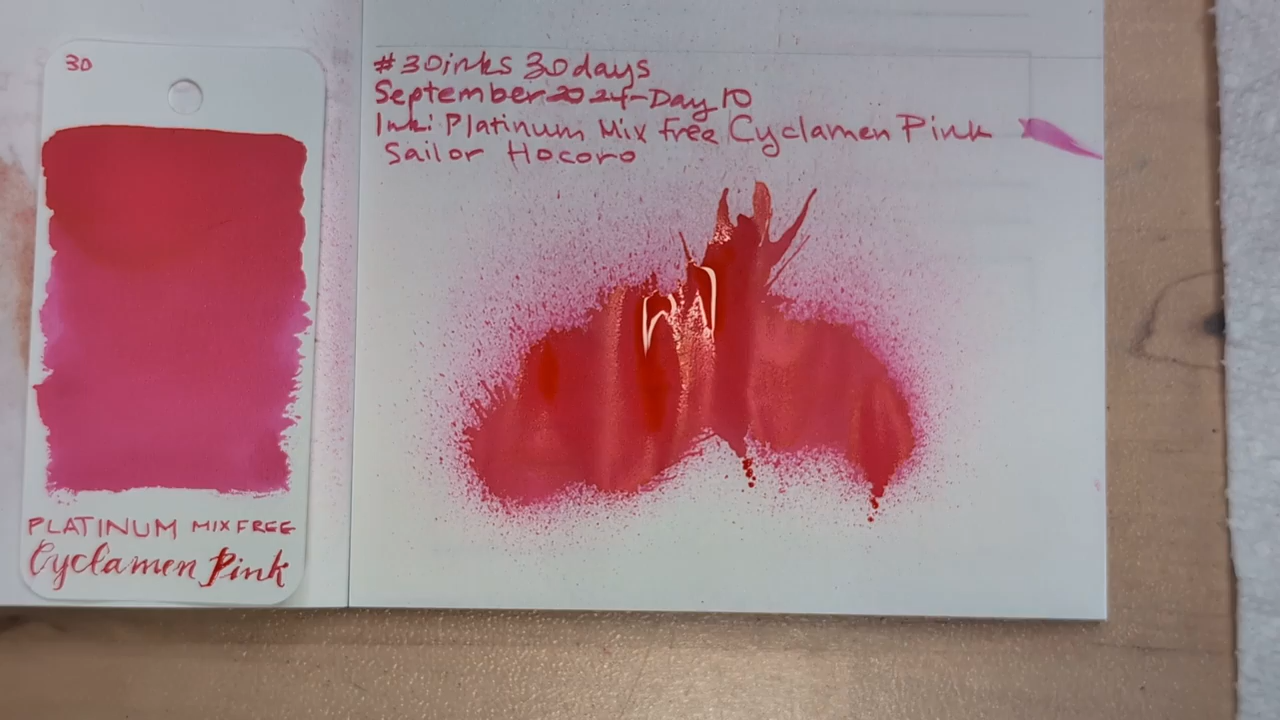 30
PLATINUM MIX FREE
Cyclamen Pink
#30inks 30days
September 2024-Day 10
Ink: Platinum Mix free Cyclamen Pink
Sailor Hocoro